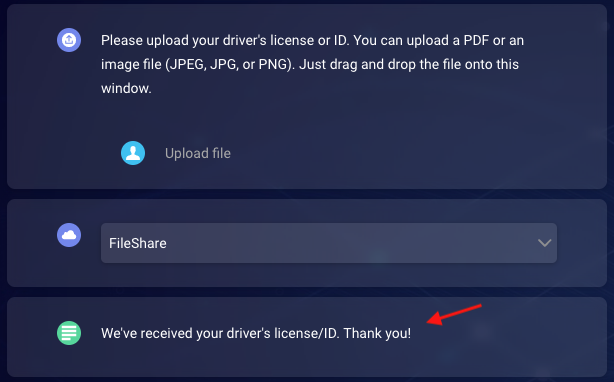 Please upload your driver's license or ID. You can upload a PDF or an
image file (JPEG, JPG, or PNG). Just drag and drop the file onto this
window.
Upload file
FileShare
We've received your driver's license/ID. Thank you!